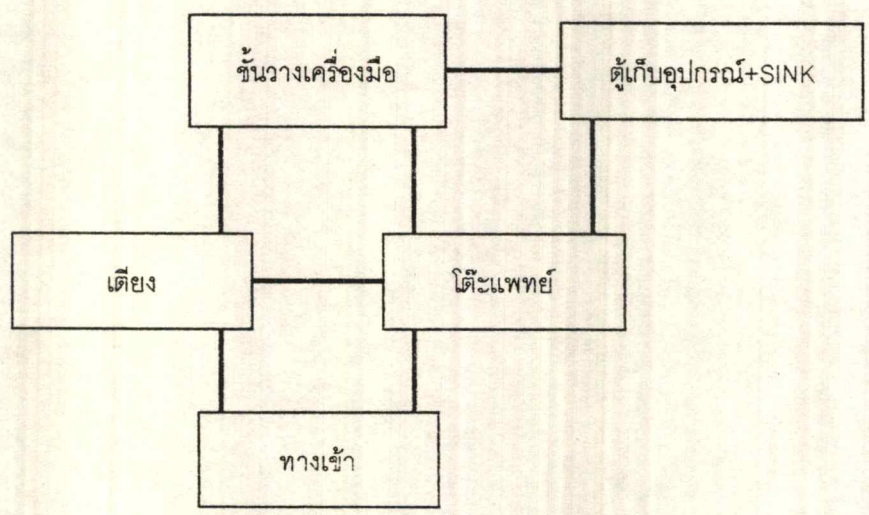 ชั้นวางเครื่องมือ
ตู้เก็บอุปกรณ์+SINK
เตียง
โต๊ะแพทย์
ทางเข้า